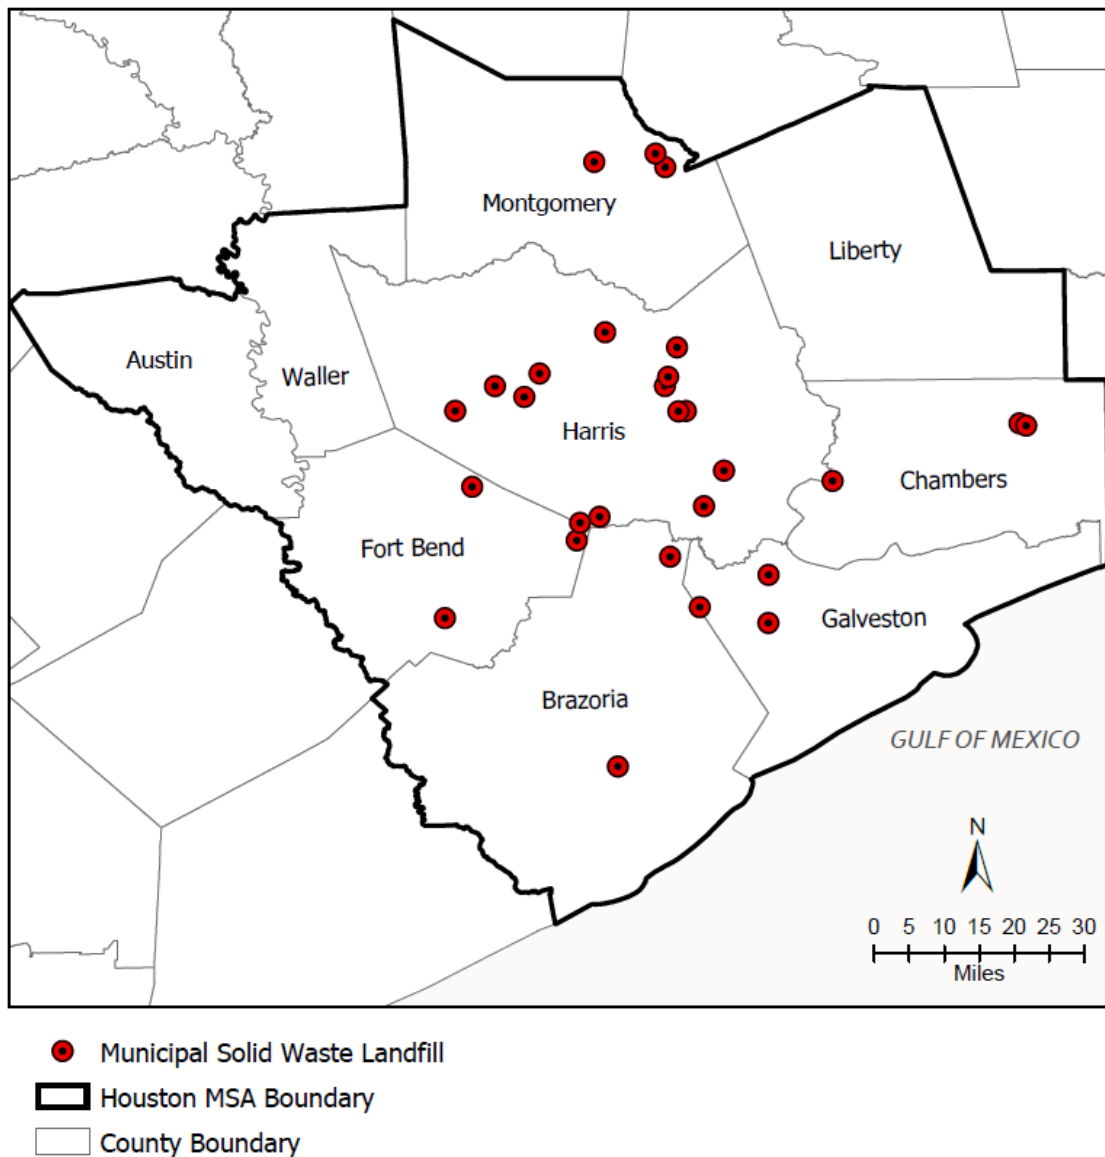 Montgomery
Liberty
Austin
Waller
Harris
Chambers
Fort Bend
Galveston
Brazoria
GULF OF MEXICO
N
0 5 10 15 20 25 30
Miles
Municipal Solid Waste Landfill
Houston MSA Boundary
County Boundary